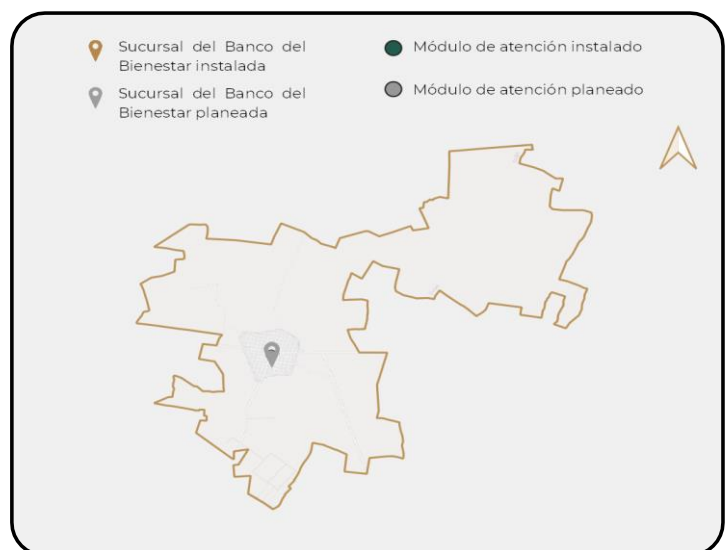 Sucursal del Banco del
Bienestar instalada
Sucursal del Banco del
Bienestar planeada
Módulo de atención instalado
Módulo de atención planeado